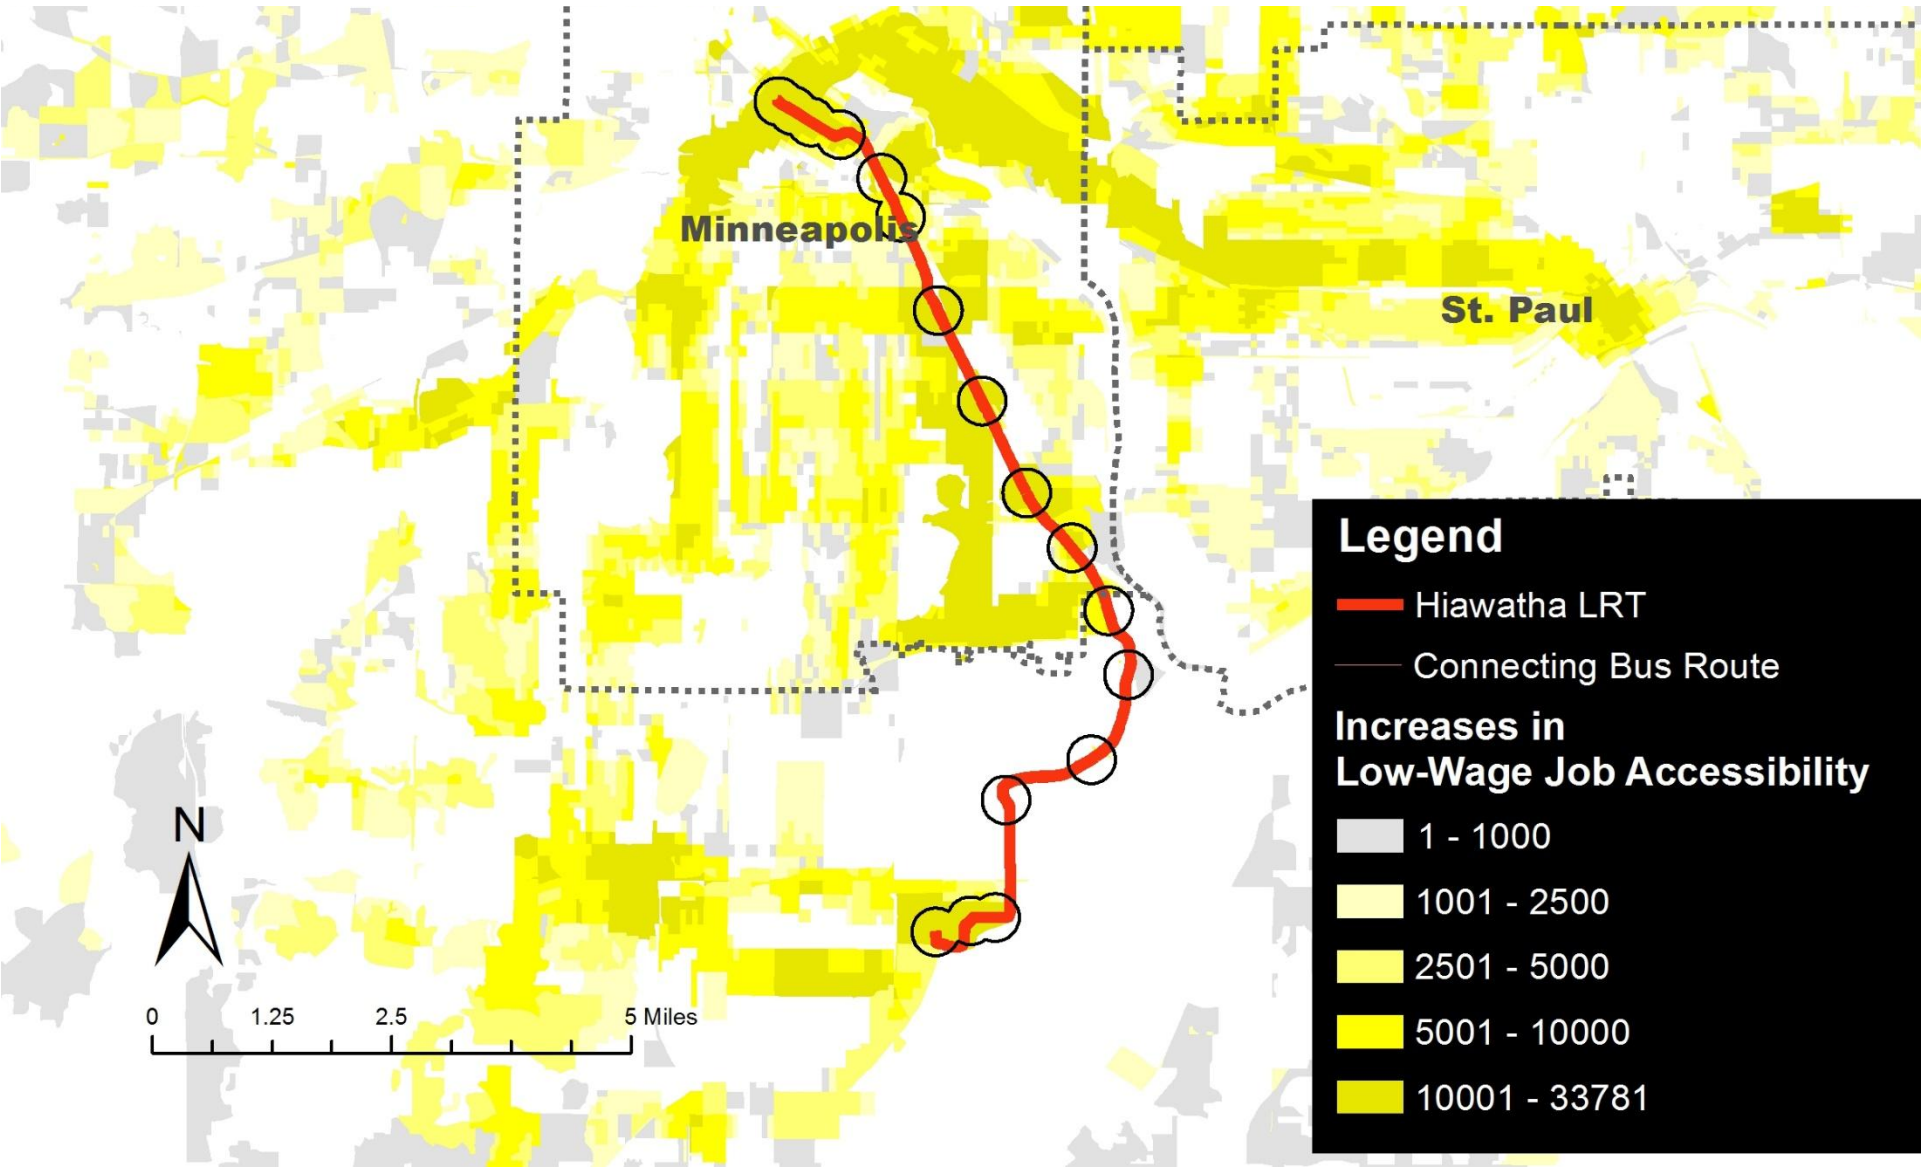 Minneapolis
St. Paul
N
0 1.25 2.5 5 Miles
Legend
Hiawatha LRT
Connecting Bus Route
Increases in
Low-Wage Job Accessibility
1 - 1000
1001 - 2500
2501 - 5000
5001 - 10000
10001 - 33781